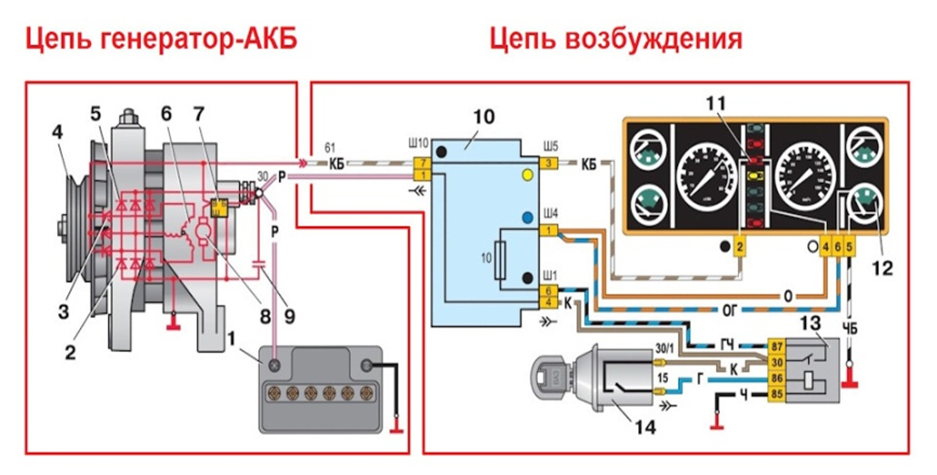 Цепь генератор-АКБ
Цепь возбуждения
4
5
6
7
3
2
8
9
1
30
P
P
61
КБ
Ш10
7
1
10
10
Ш5
3
Ш4
1
Ш1
6
4
КБ
К
11
12
2
4
6
5
О
ОГ
ЧБ
ГЧ
К
30/1
15
Г
Ч
14
13
87
30
86
85